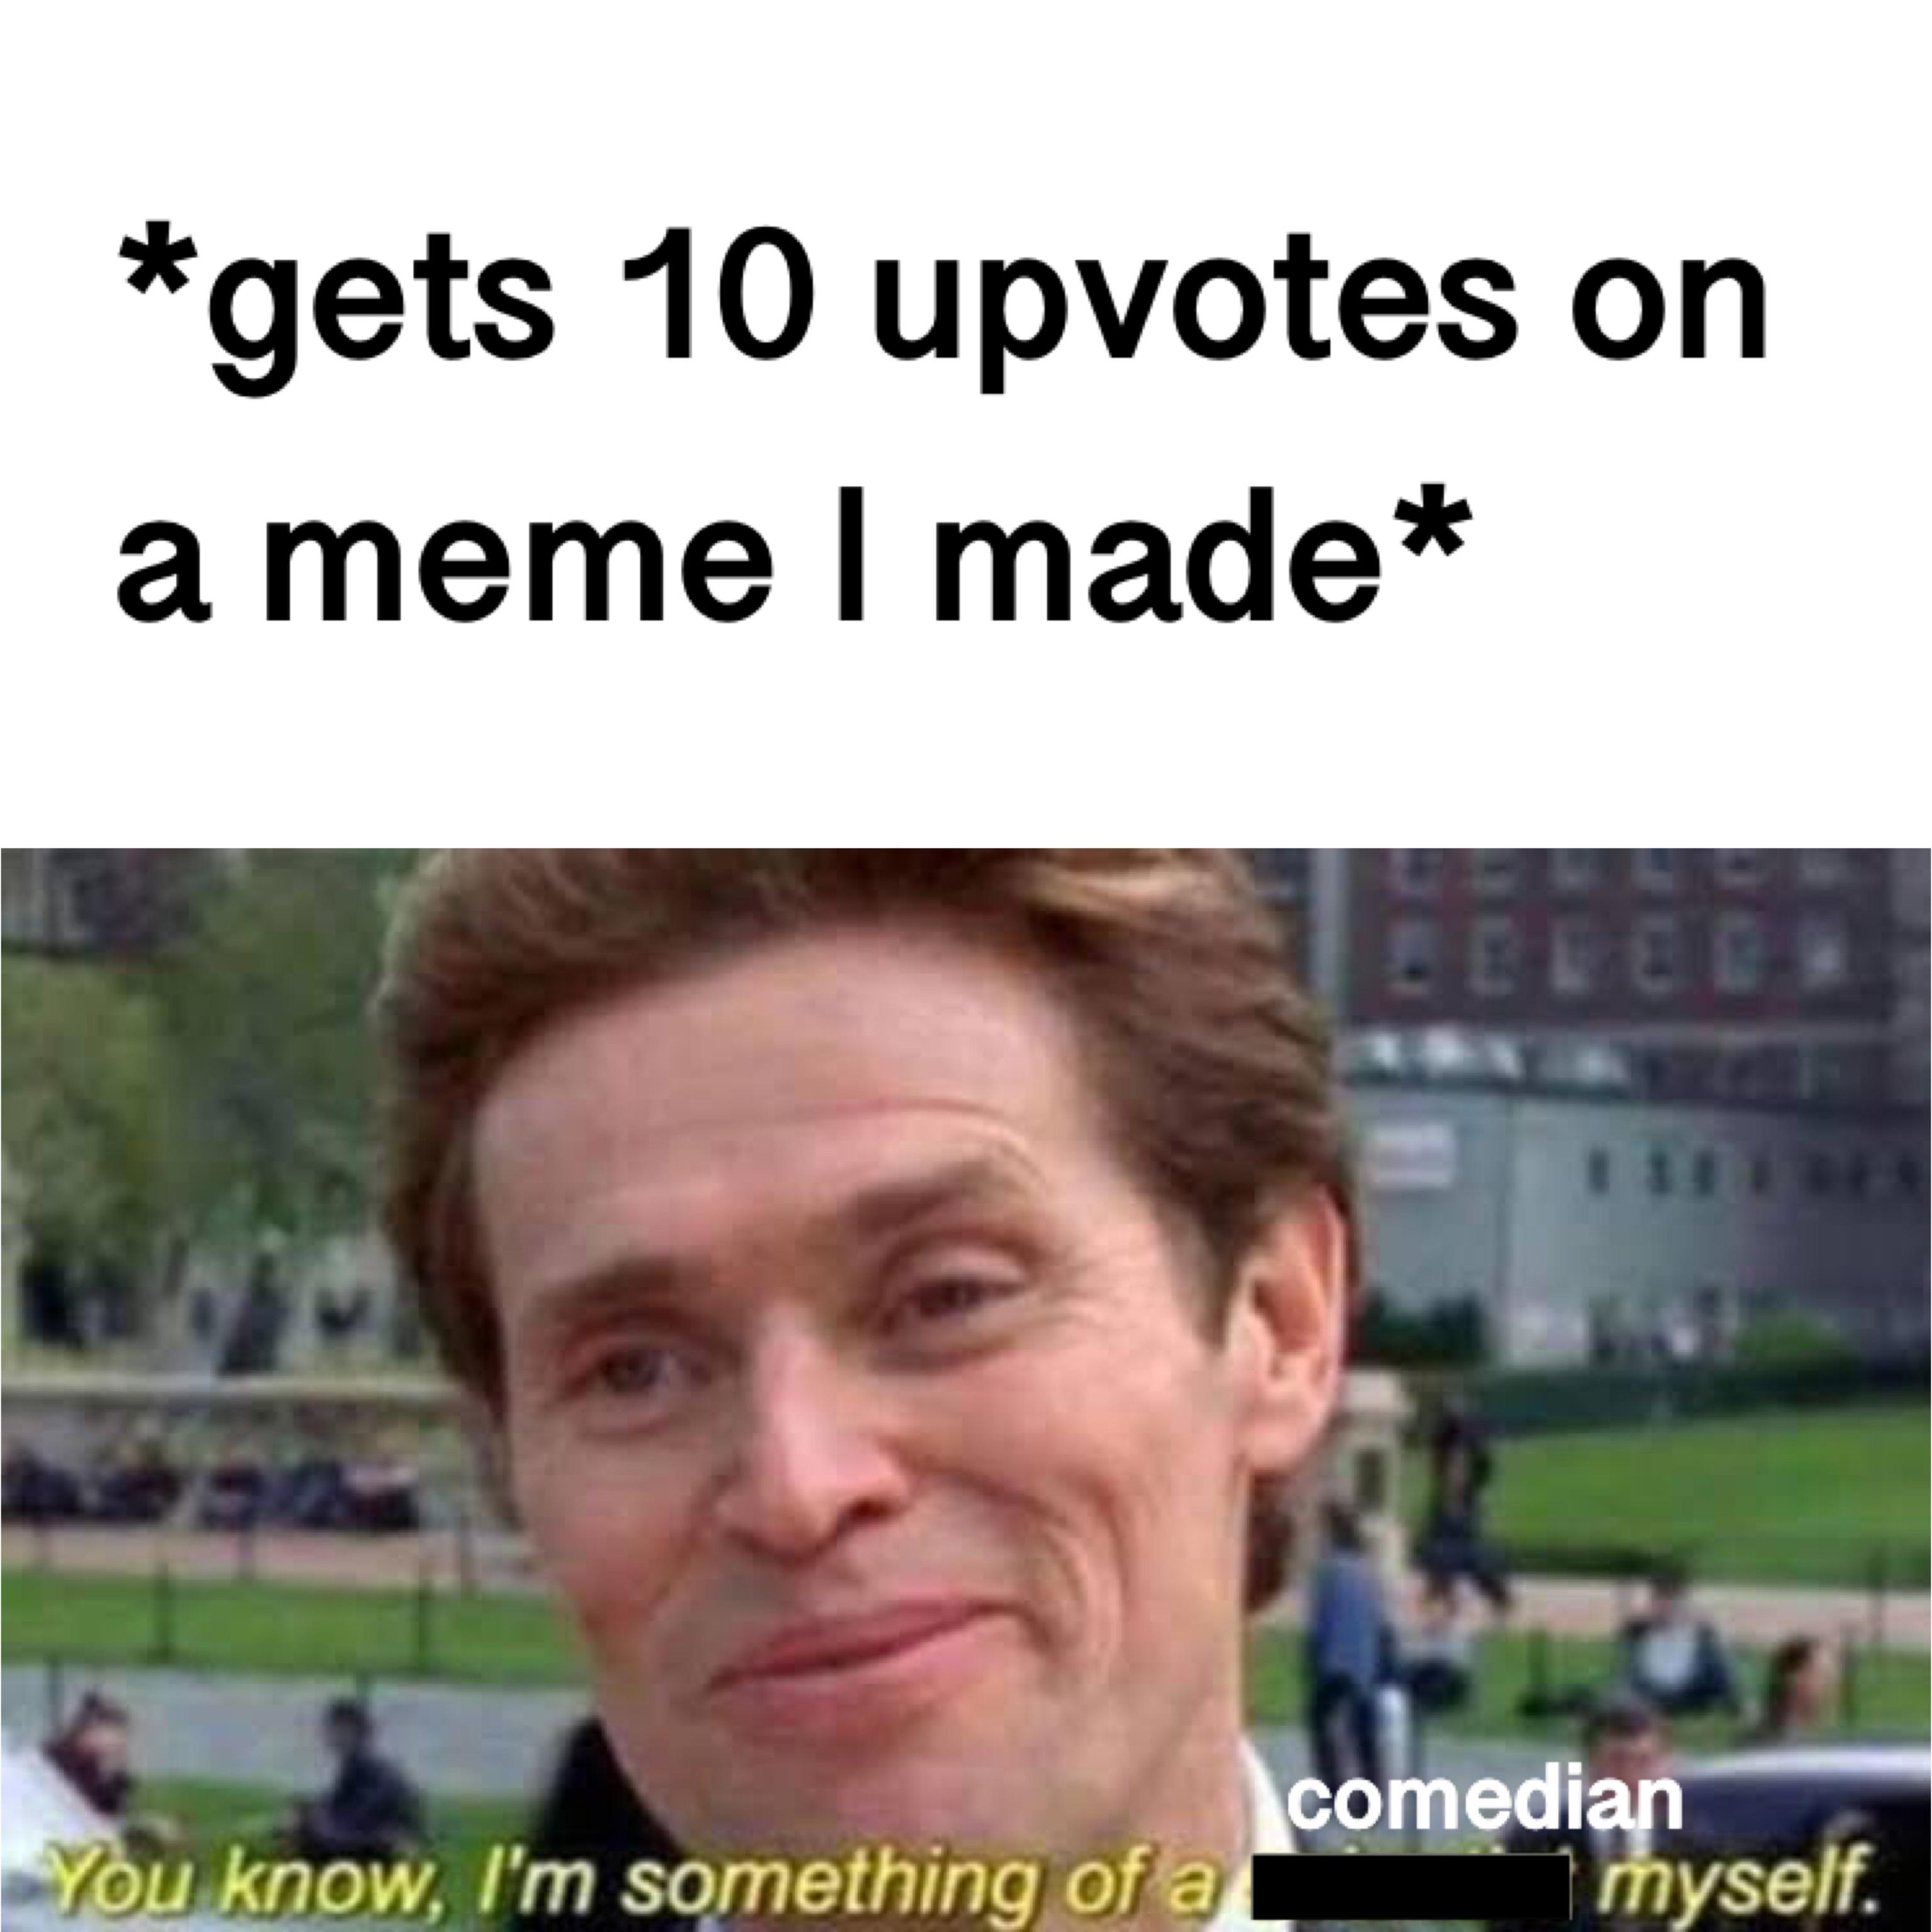 *gets 10 upvotes on
a meme I made*
comedian
You know, I'm something of a myself.